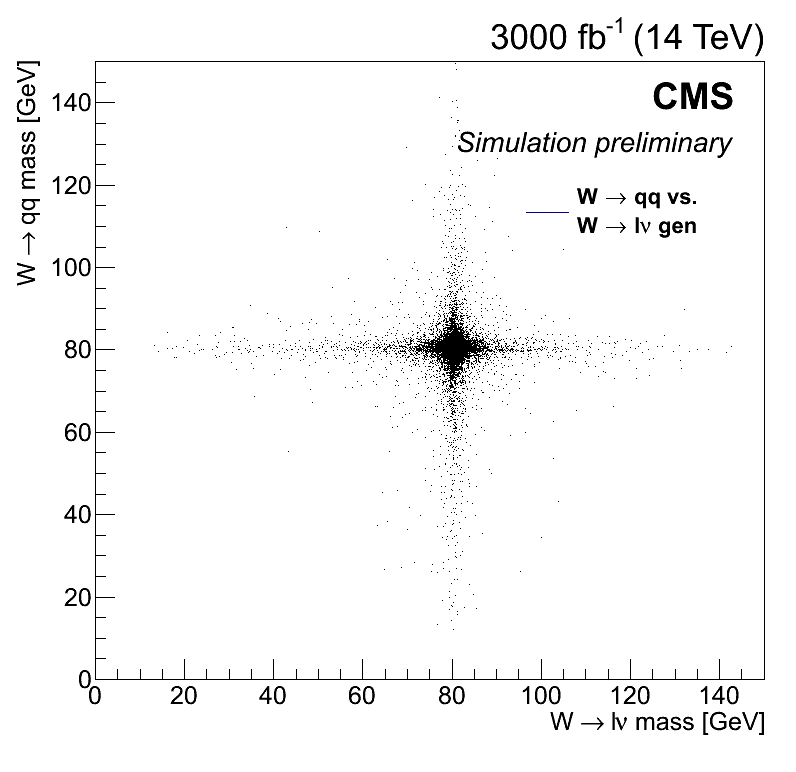 3000 fb-1 (14 TeV)
CMS
Simulation preliminary
W → qq vs.
W → lν gen
W → qq mass [GeV]
140
120
100
80
60
40
20
0
0 20 40 60 80 100 120 140
W → lν mass [GeV]